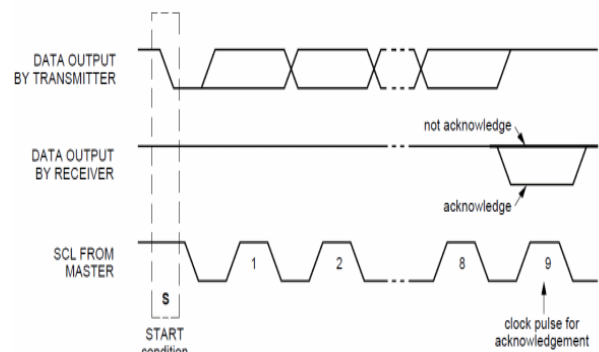 DATA OUTPUT
BY TRANSMITTER
not acknowledge
DATA OUTPUT
BY RECEIVER
acknowledge
SCL FROM
MASTER
1
2
8
9
S
START
condition
clock pulse for
acknowledgement